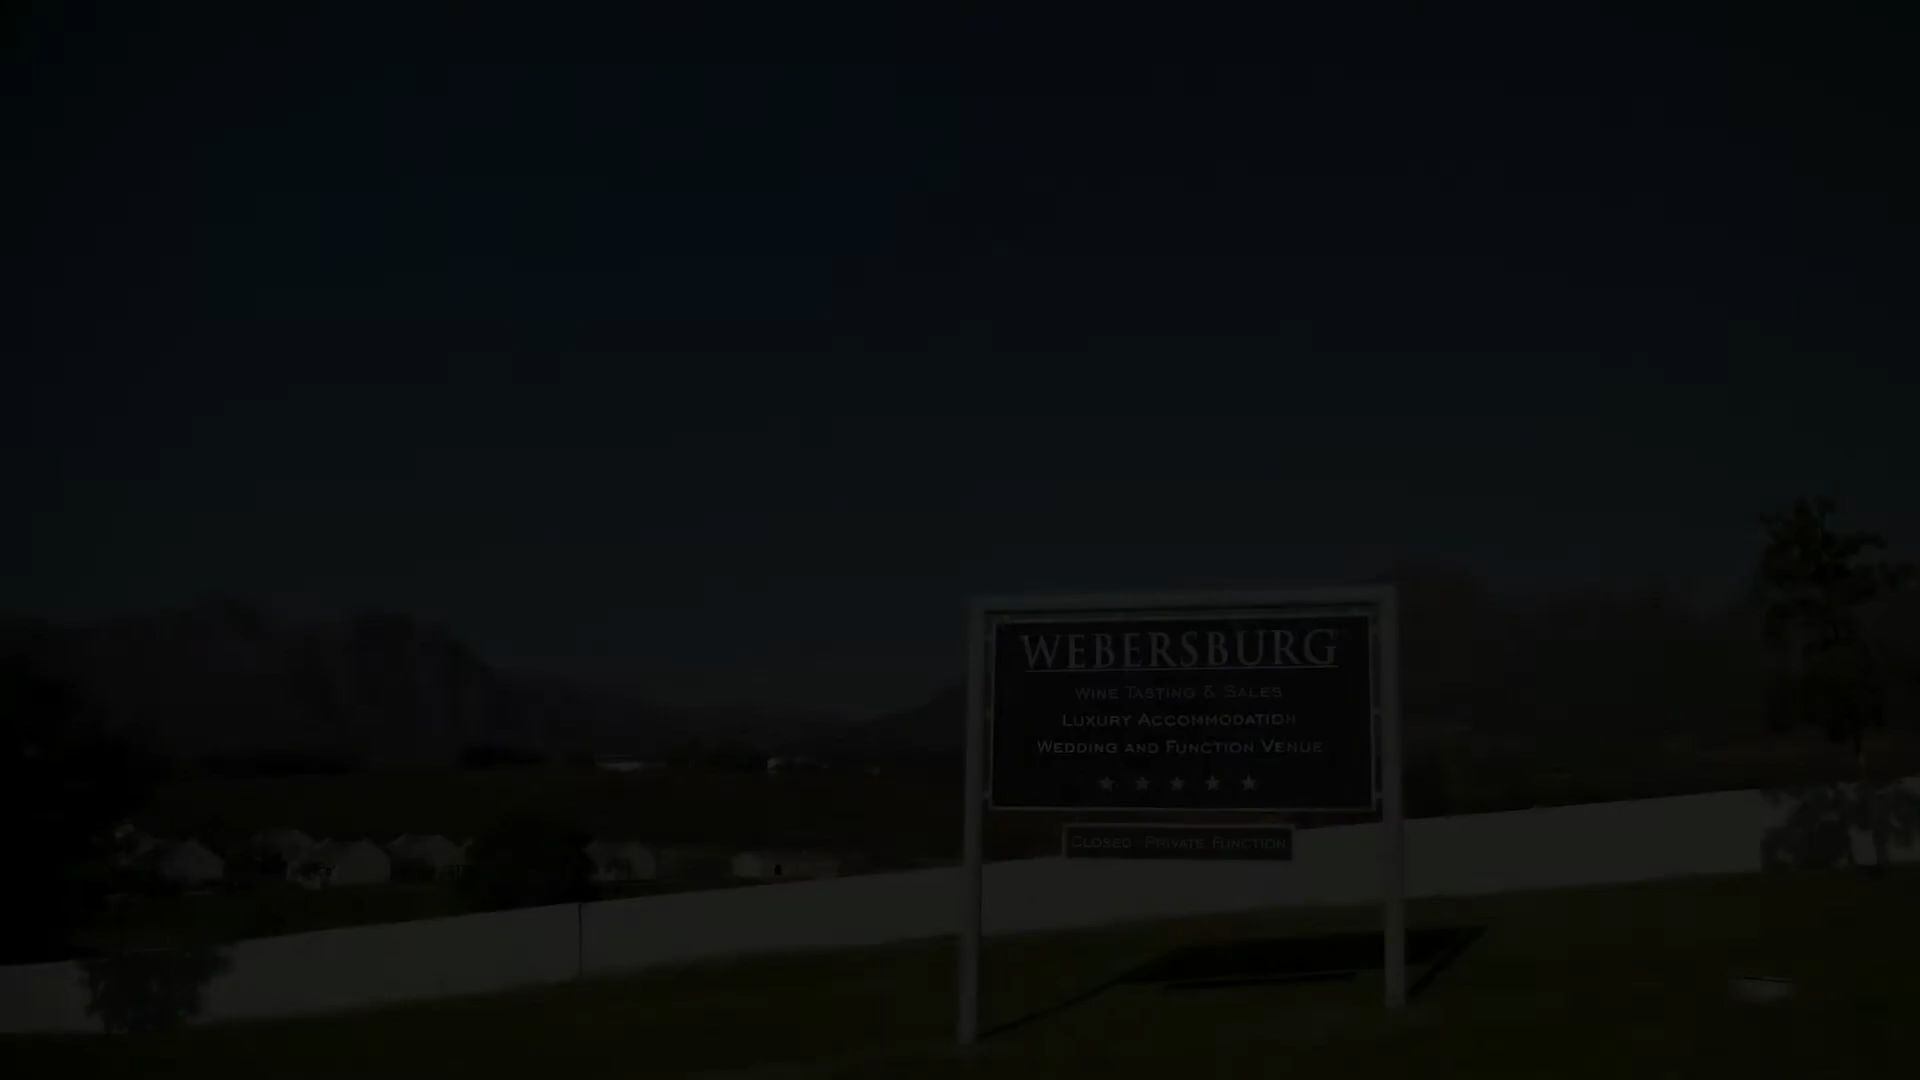 WEBERSBURG
WINE TASTING & SALES
LUXURY ACCOMMODATION
WEDDING AND FUNCTION VENUE
CLOSED: PRIVATE FUNCTION